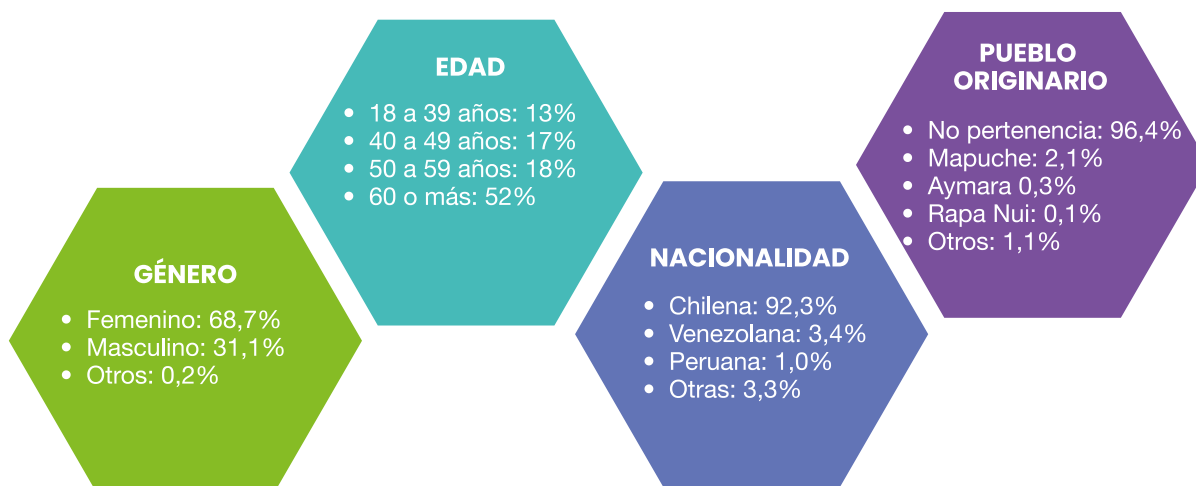 GÉNERO
• Femenino: 68,7%
• Masculino: 31,1%
• Otros: 0,2%
EDAD
• 18 a 39 años: 13%
• 40 a 49 años: 17%
• 50 a 59 años: 18%
• 60 o más: 52%
NACIONALIDAD
• Chilena: 92,3%
• Venezolana: 3,4%
• Peruana: 1,0%
• Otras: 3,3%
PUEBLO
ORIGINARIO
• No pertenencia: 96,4%
• Mapuche: 2,1%
• Aymara 0,3%
• Rapa Nui: 0,1%
• Otros: 1,1%